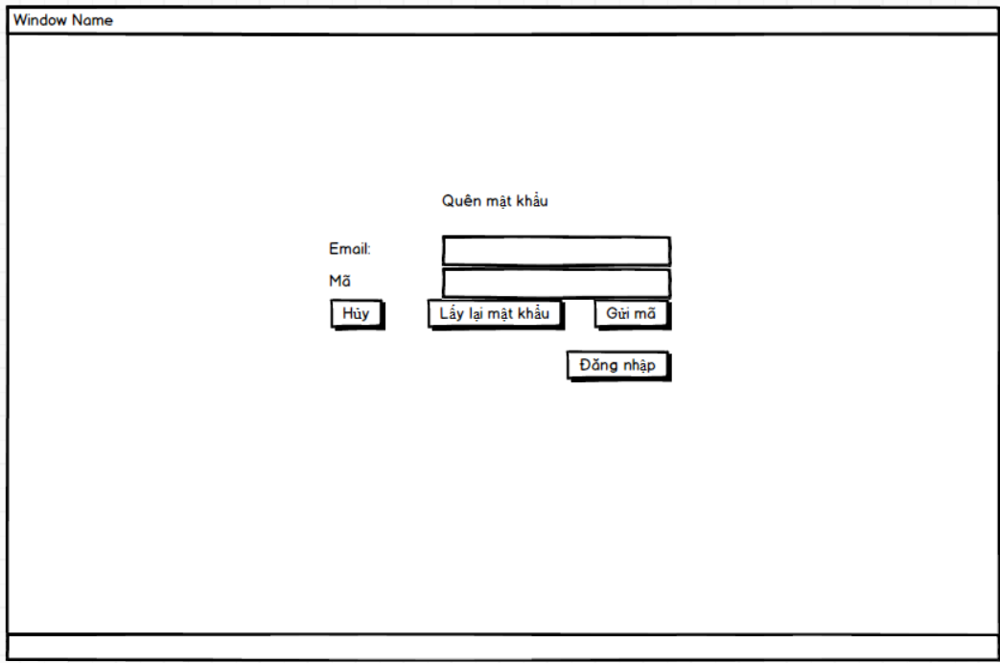 Window Name
Quên mật khẩu
Email:
Mã
Hủy
Lấy lại mật khẩu
Gửi mã
Đăng nhập